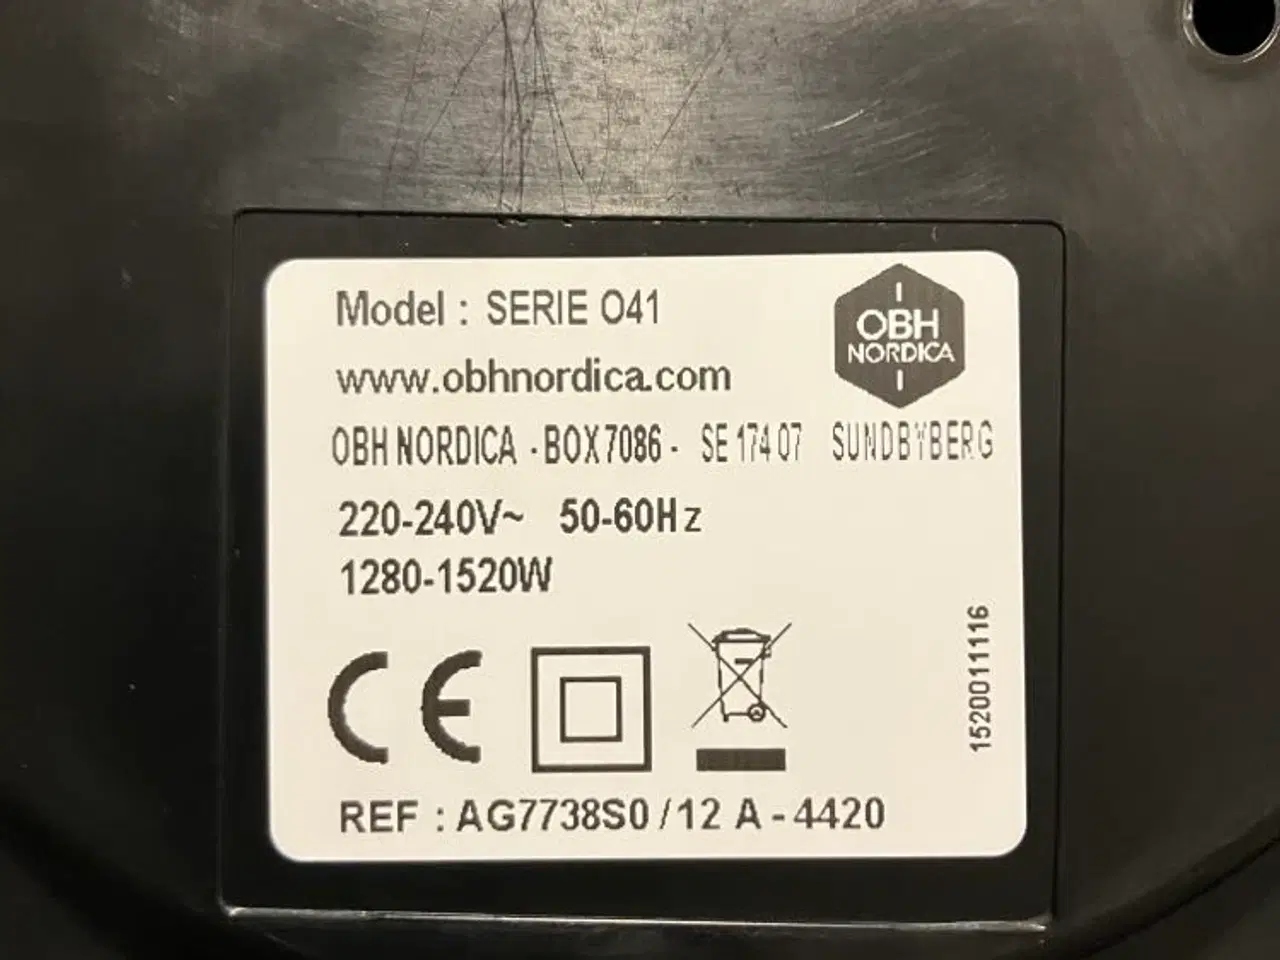 Model : SERIE O41
OBH
NORDICA
www.obhnordica.com
OBH NORDICA - BOX 7086 - SE 174 07 SUNDBYBERG
220-240V~ 50-60Hz
1280-1520W
CE
1520011116
REF : AG7738S0 / 12 A - 4420